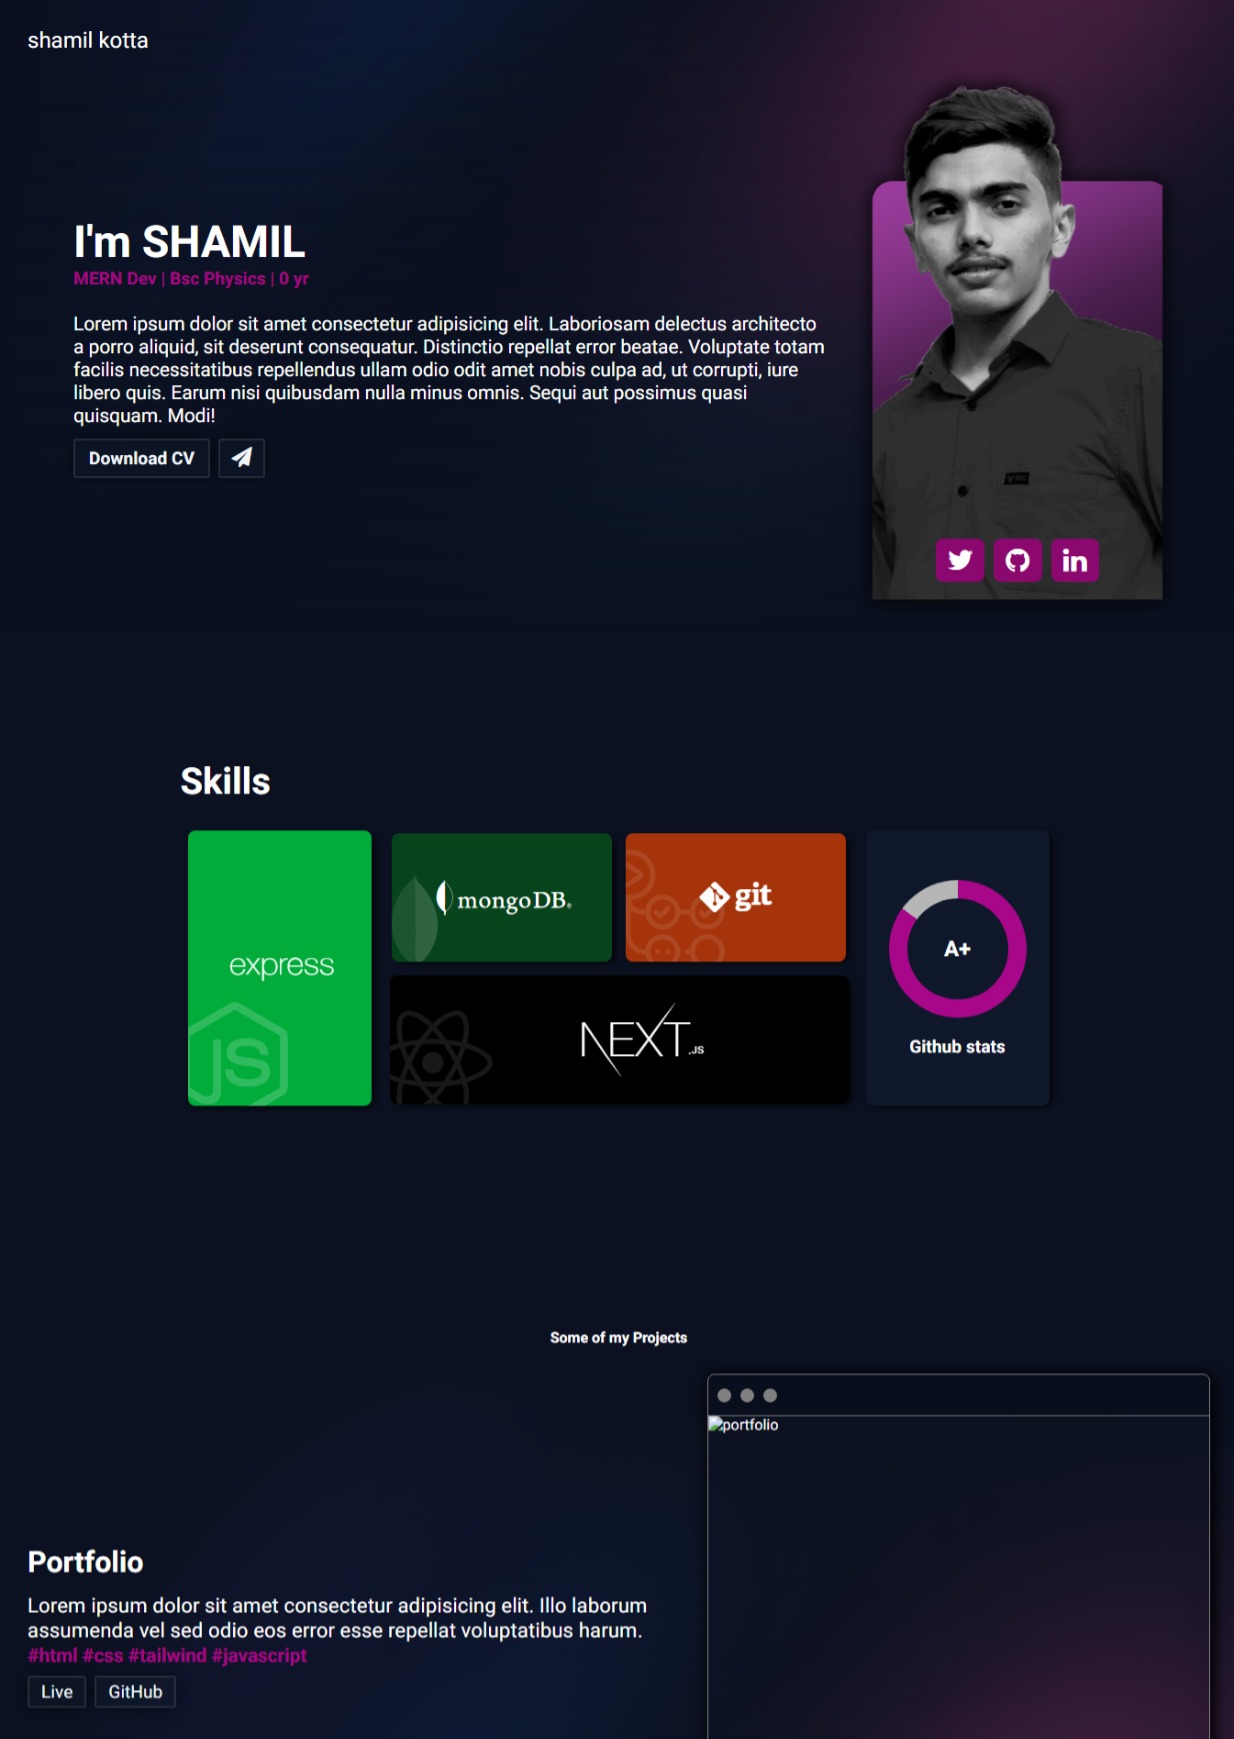 shamil kotta
I'm SHAMIL
MERN Dev | Bsc Physics | 0 yr
Lorem ipsum dolor sit amet consectetur adipisicing elit. Laboriosam delectus architecto
a porro aliquid, sit deserunt consequatur. Distinctio repellat error beatae. Voluptate totam
facilis necessitatibus repellendus ullam odio odit amet nobis culpa ad, ut corrupti, iure
libero quis. Earum nisi quibusdam nulla minus omnis. Sequi aut possimus quasi
quisquam. Modi!
Download CV
in
Skills
express
JS
mongoDB®
git
NEXT.JS
A+
Github stats
Some of my Projects
portfolio
Portfolio
Lorem ipsum dolor sit amet consectetur adipisicing elit. Illo laborum
assumenda vel sed odio eos error esse repellat voluptatibus harum.
#html #css #tailwind #javascript
Live GitHub